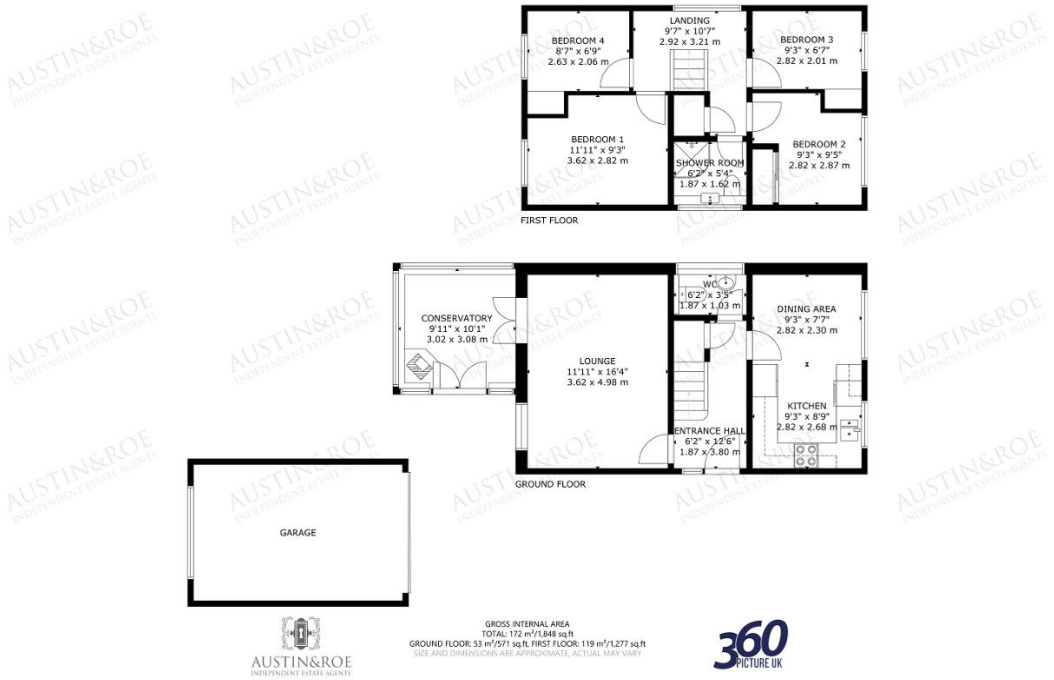 BEDROOM 4
8'7" x 6'9"
2.63 x 2.06 m
LANDING
9'7" x 10'7"
2.92 x 3.21 m
BEDROOM 3
9'3" x 6'7"
2.82 x 2.01 m
BEDROOM 1
11'11" x 9'3"
3.62 x 2.82 m
SHOWER ROOM
6'2" x 5'4"
1.87 x 1.62 m
BEDROOM 2
9'3" x 9'5"
2.82 x 2.87 m
FIRST FLOOR
CONSERVATORY
9'11" x 10'1"
3.02 x 3.08 m
LOUNGE
11'11" x 16'4"
3.62 x 4.98 m
WC
6'2" x 3'5"
1.87 x 1.03 m
DINING AREA
9'3" x 7'7"
2.82 x 2.30 m
KITCHEN
9'3" x 8'9"
2.82 x 2.68 m
ENTRANCE HALL
6'2" x 12'6"
1.87 x 3.80 m
GROUND FLOOR
GARAGE
AUSTIN&ROE
INDEPENDENT ESTATE AGENTS
GROSS INTERNAL AREA
TOTAL: 172 m²/1,848 sq.ft
GROUND FLOOR: 53 m²/571 sq.ft, FIRST FLOOR: 119 m²/1,277 sq.ft
SIZE AND DIMENSIONS ARE APPROXIMATE, ACTUAL MAY VARY
360
PICTURE UK